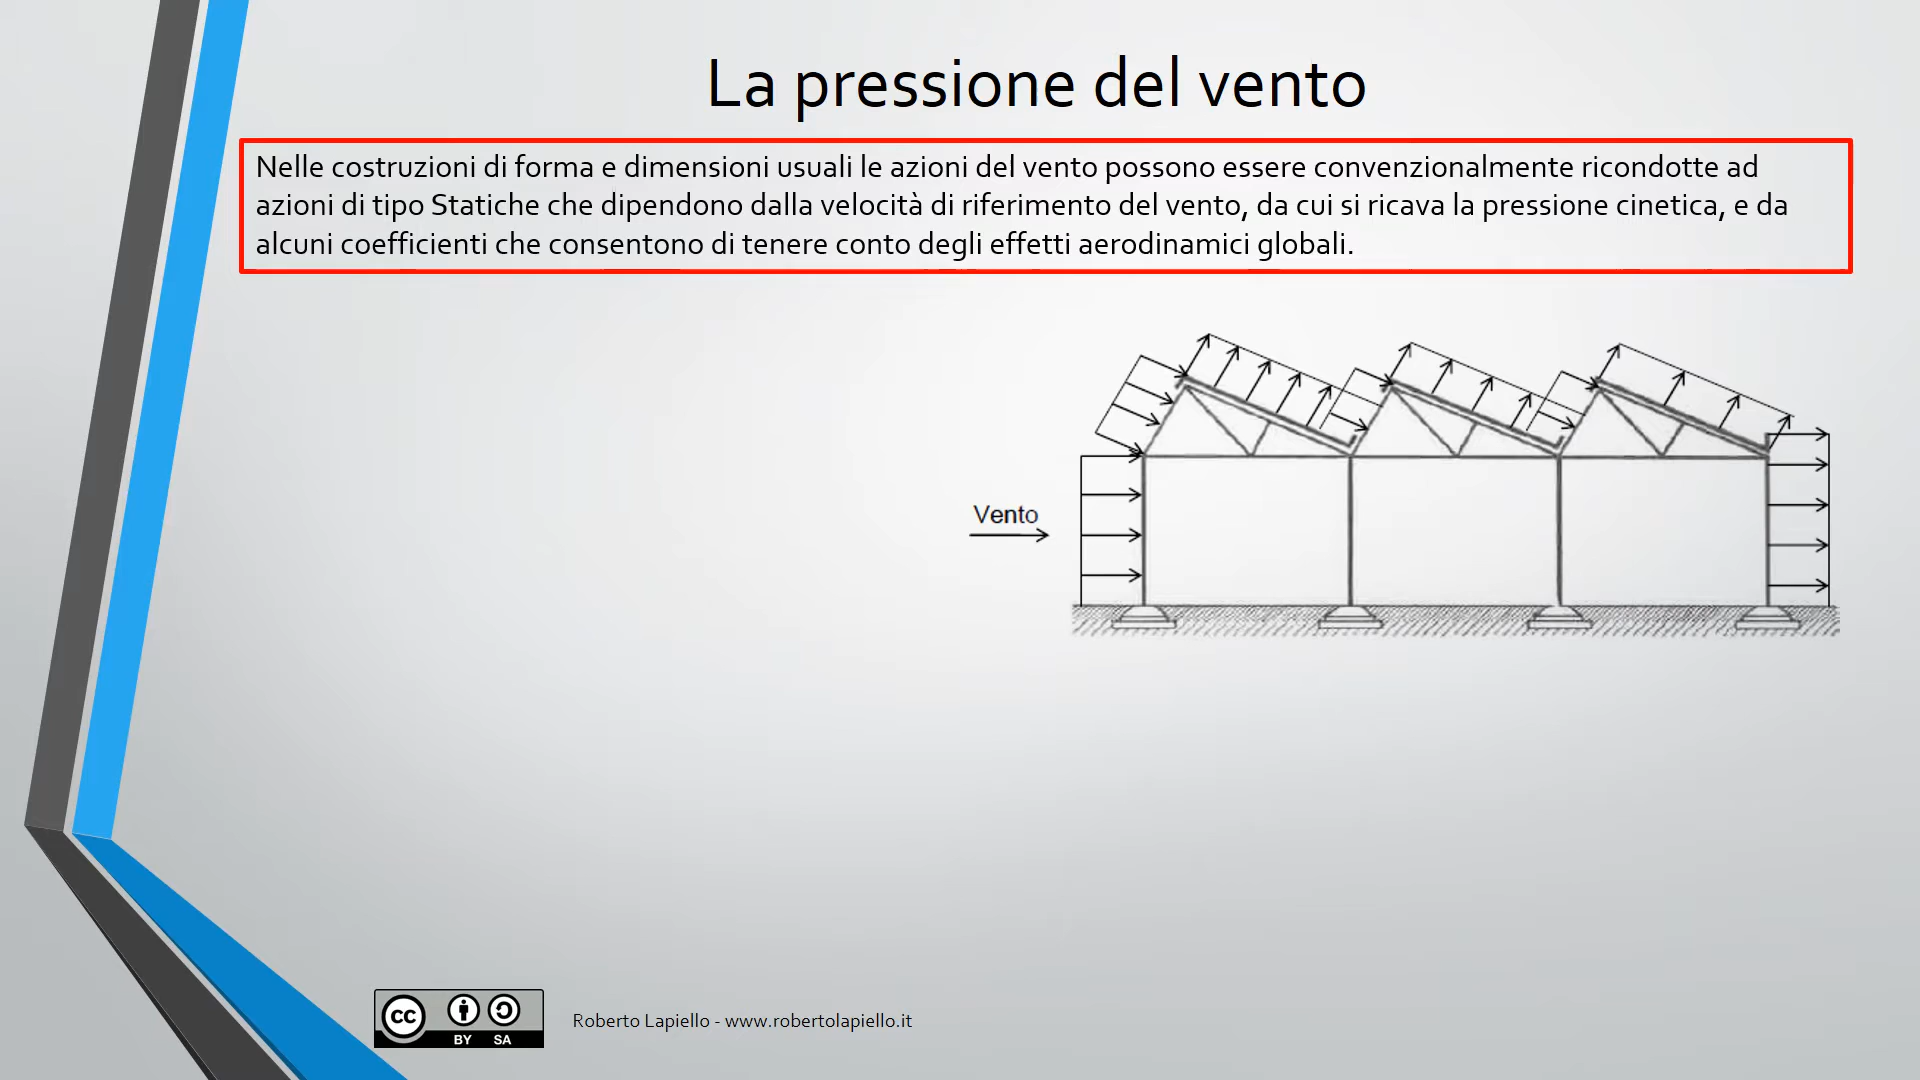 La pressione del vento
Nelle costruzioni di forma e dimensioni usuali le azioni del vento possono essere convenzionalmente ricondotte ad
azioni di tipo Statiche che dipendono dalla velocità di riferimento del vento, da cui si ricava la pressione cinetica, e da
alcuni coefficienti che consentono di tenere conto degli effetti aerodinamici globali.
Vento
cc
BY SA
Roberto Lapiello - www.robertolapiello.it